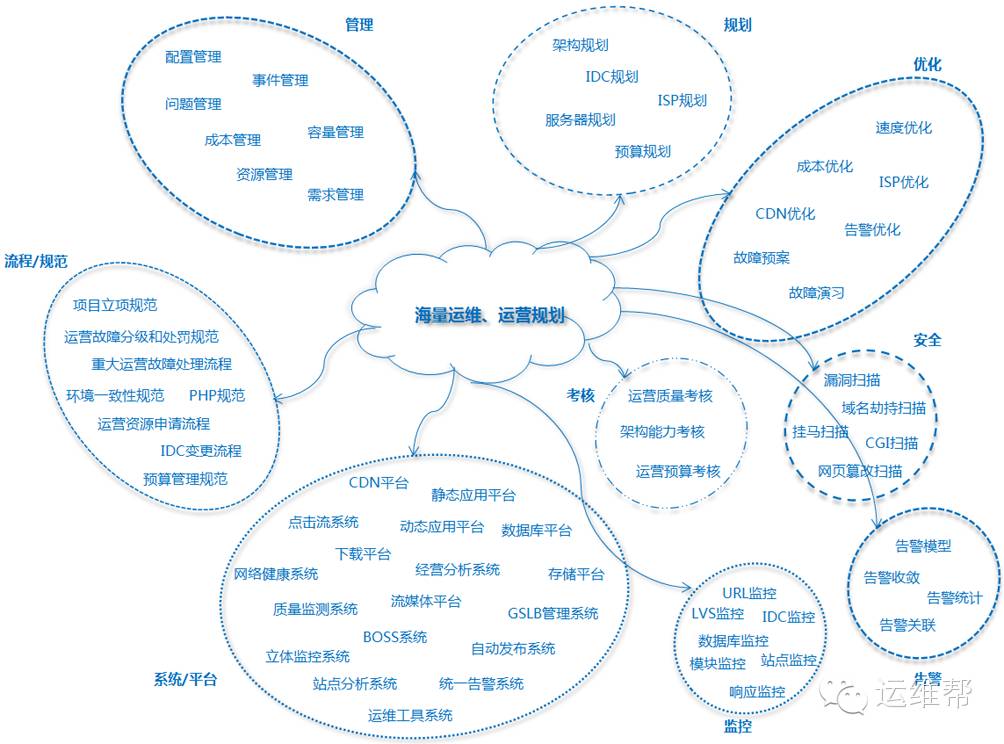 管理
配置管理
事件管理
问题管理
成本管理
容量管理
资源管理
需求管理
规划
架构规划
IDC规划
ISP规划
服务器规划
预算规划
优化
速度优化
成本优化
ISP优化
CDN优化
告警优化
故障预案
故障演习
流程/规范
项目立项规范
运营故障分级和处罚规范
重大运营故障处理流程
环境一致性规范
PHP规范
运营资源申请流程
IDC变更流程
预算管理规范
海量运维、运营规划
考核
运营质量考核
架构能力考核
运营预算考核
安全
漏洞扫描
域名劫持扫描
挂马扫描
CGI扫描
网页篡改扫描
系统/平台
CDN平台
静态应用平台
点击流系统
动态应用平台
数据库平台
下载平台
网络健康系统
经营分析系统
存储平台
质量监测系统
流媒体平台
GSLB管理系统
BOSS系统
立体监控系统
自动发布系统
站点分析系统
统一告警系统
运维工具系统
监控
URL监控
LVS监控
IDC监控
数据库监控
模块监控
站点监控
响应监控
告警
告警模型
告警收敛
告警统计
告警关联
运维帮